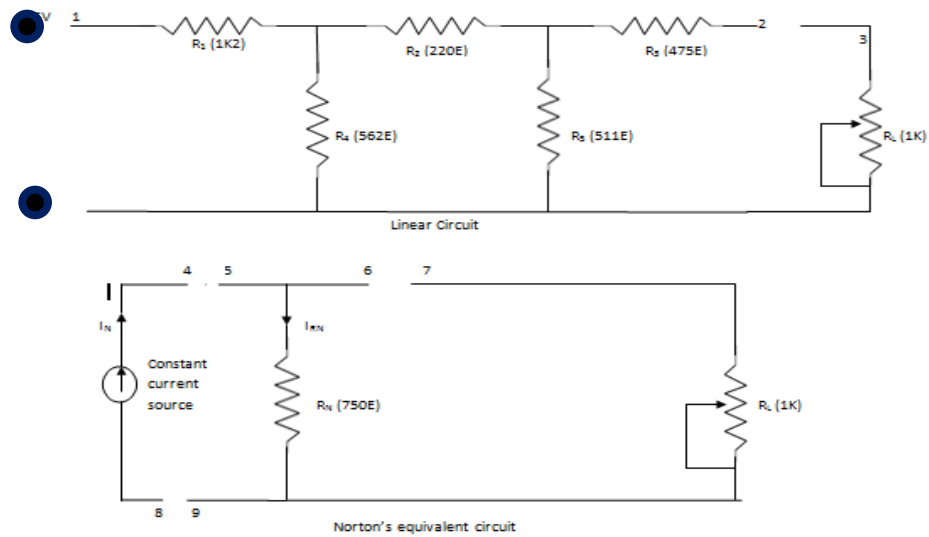 1
2
3
R₁ (1K2)
R₂ (220E)
R₃ (475E)
R₄ (562E)
R₅ (511E)
Rʟ (1K)
Linear Circuit
4 5 6 7
I
Iɴ
Iʀɴ
Constant
current
source
Rɴ (750E)
Rʟ (1K)
8 9
Norton's equivalent circuit